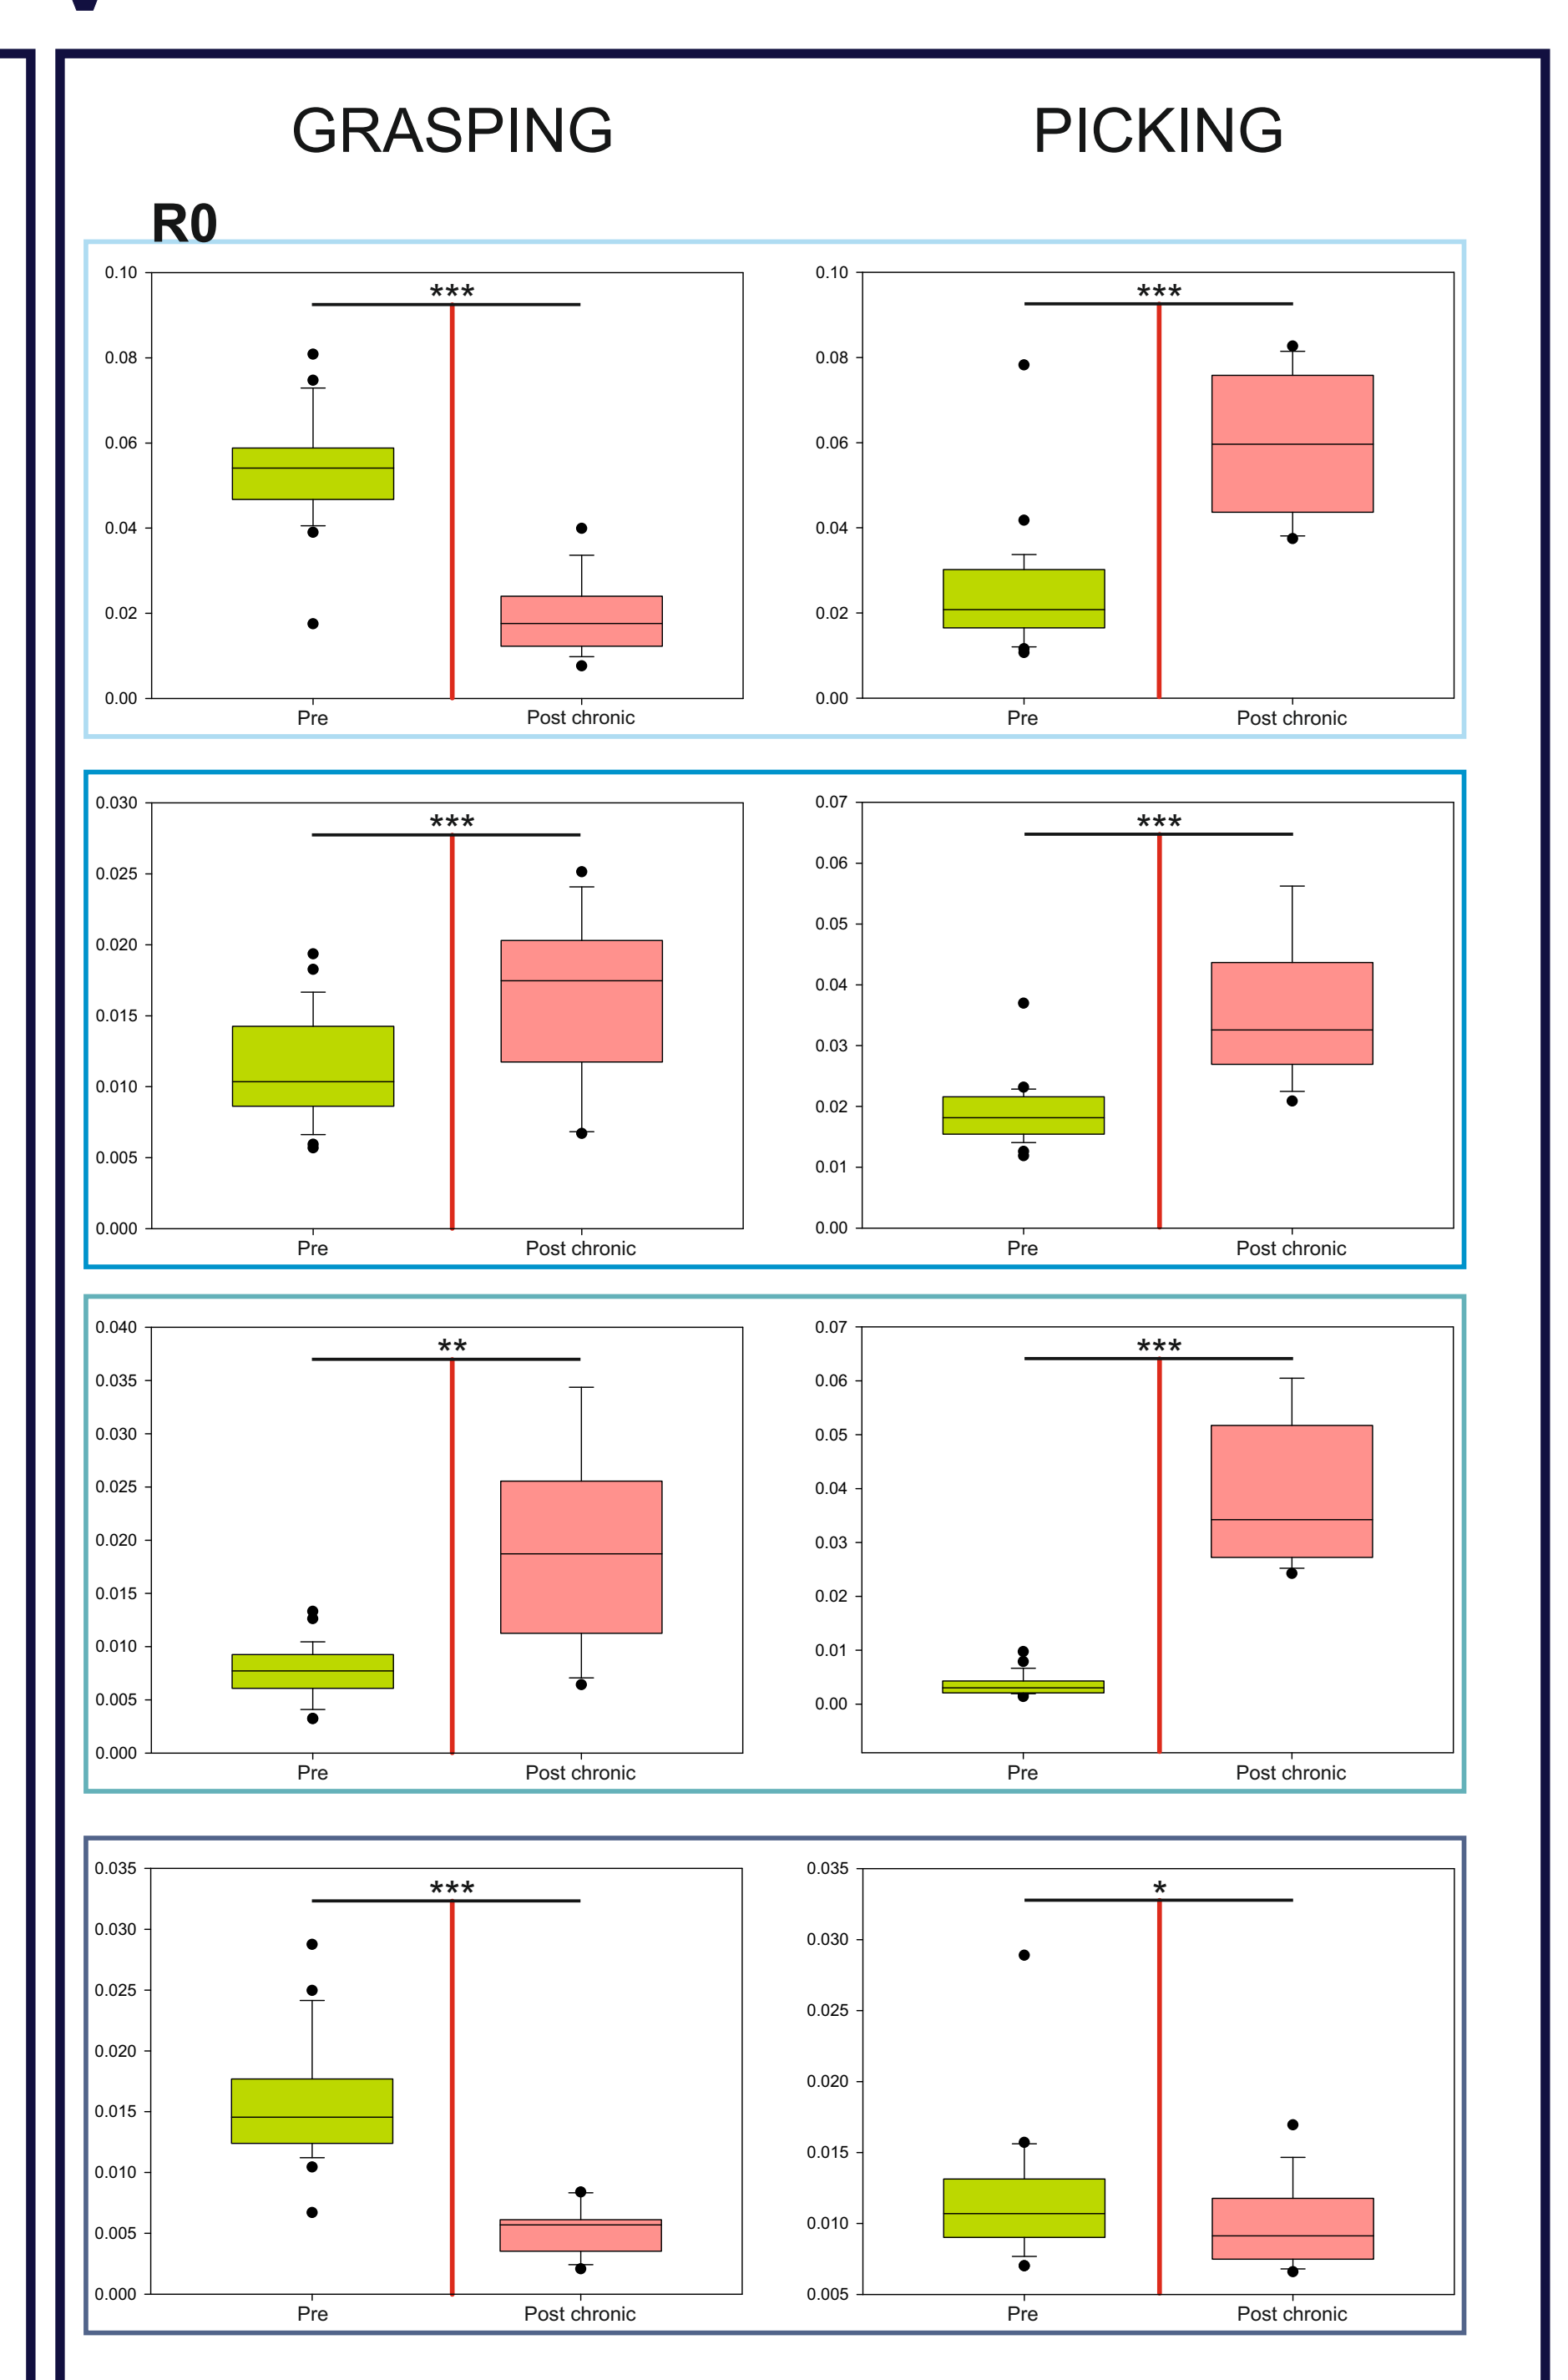 GRASPING PICKING
R0
0.10 *** 0.10 ***
0.08 0.08
0.06 0.06
0.04 0.04
0.02 0.02
0.00 0.00
Pre Post chronic Pre Post chronic
0.030 *** 0.07 ***
0.025 0.06
0.020 0.05
0.015 0.04
0.010 0.03
0.005 0.02
0.000 0.01
0.00
Pre Post chronic Pre Post chronic
0.040 ** 0.07 ***
0.035 0.06
0.030 0.05
0.025 0.04
0.020 0.03
0.015 0.02
0.010 0.01
0.005 0.00
0.000
Pre Post chronic Pre Post chronic
0.035 *** 0.035 *
0.030 0.030
0.025 0.025
0.020 0.020
0.015 0.015
0.010 0.010
0.005 0.005
0.000
Pre Post chronic Pre Post chronic